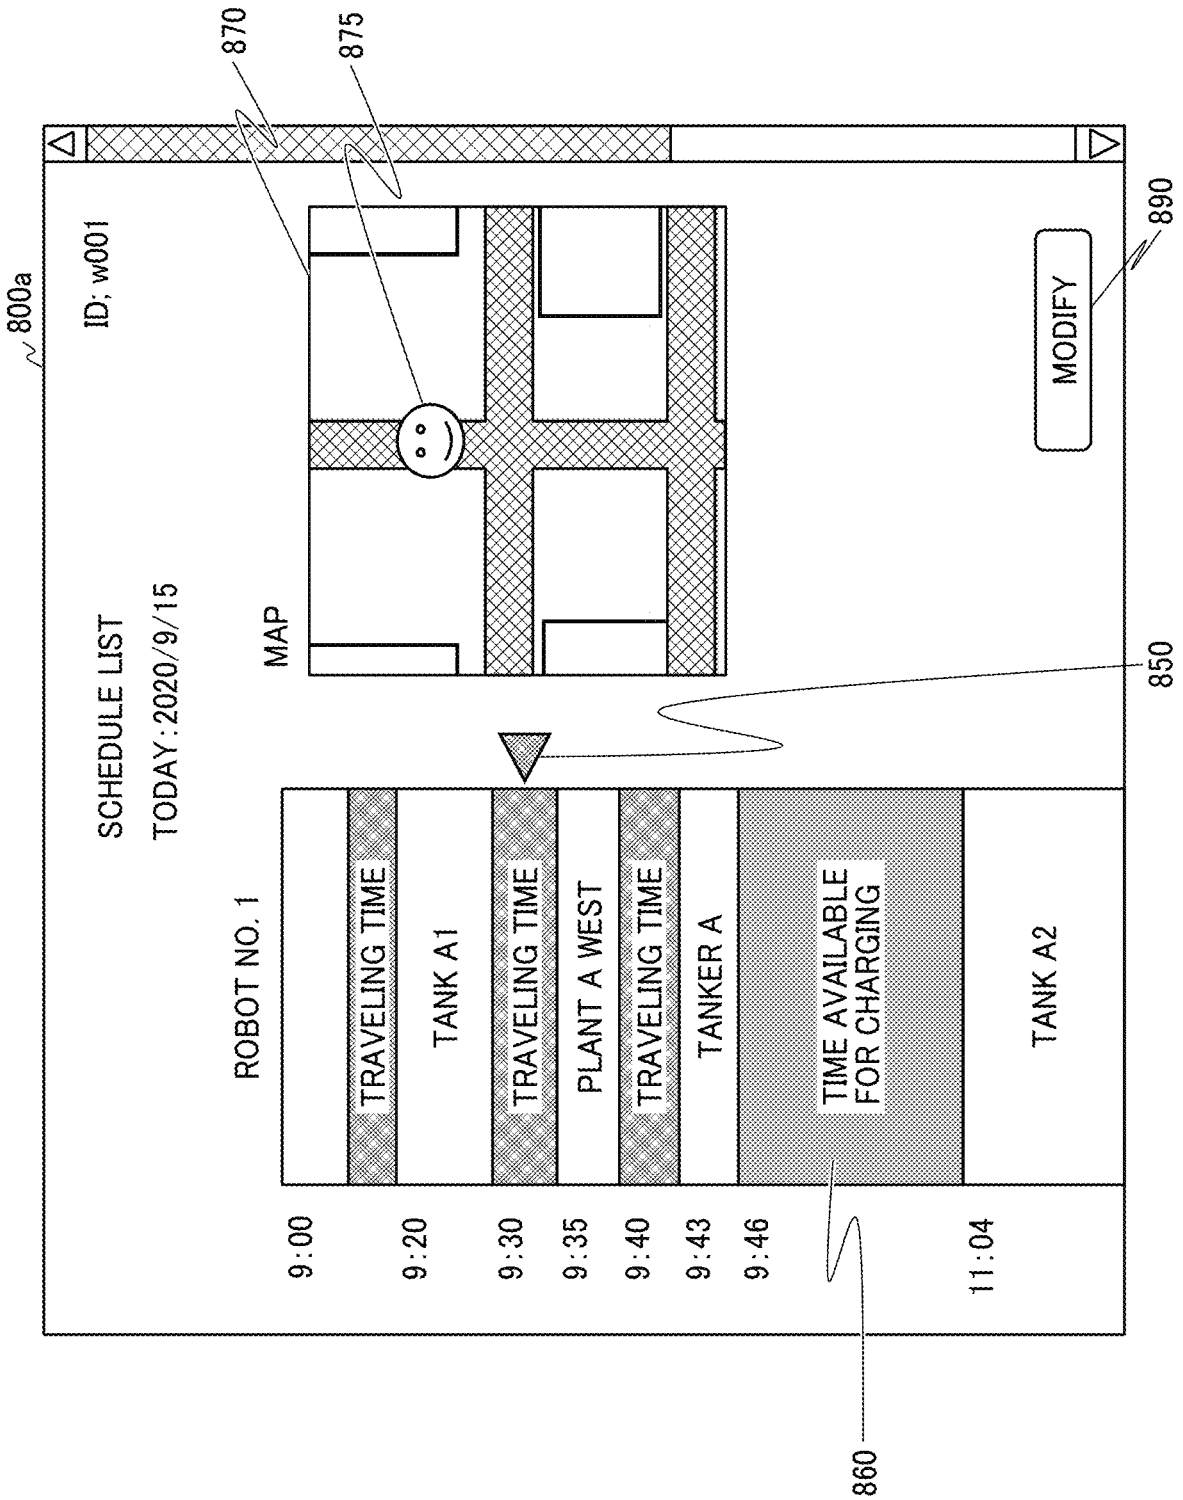 800a
SCHEDULE LIST
ID; w001
TODAY:2020/9/15
870
875
ROBOT NO. 1
MAP
9:00
TRAVELING TIME
9:20
TANK A1
9:30
TRAVELING TIME
9:35
PLANT A WEST
9:40
TRAVELING TIME
9:43
TANKER A
9:46
TIME AVAILABLE
FOR CHARGING
11:04
TANK A2
MODIFY
860
850
890